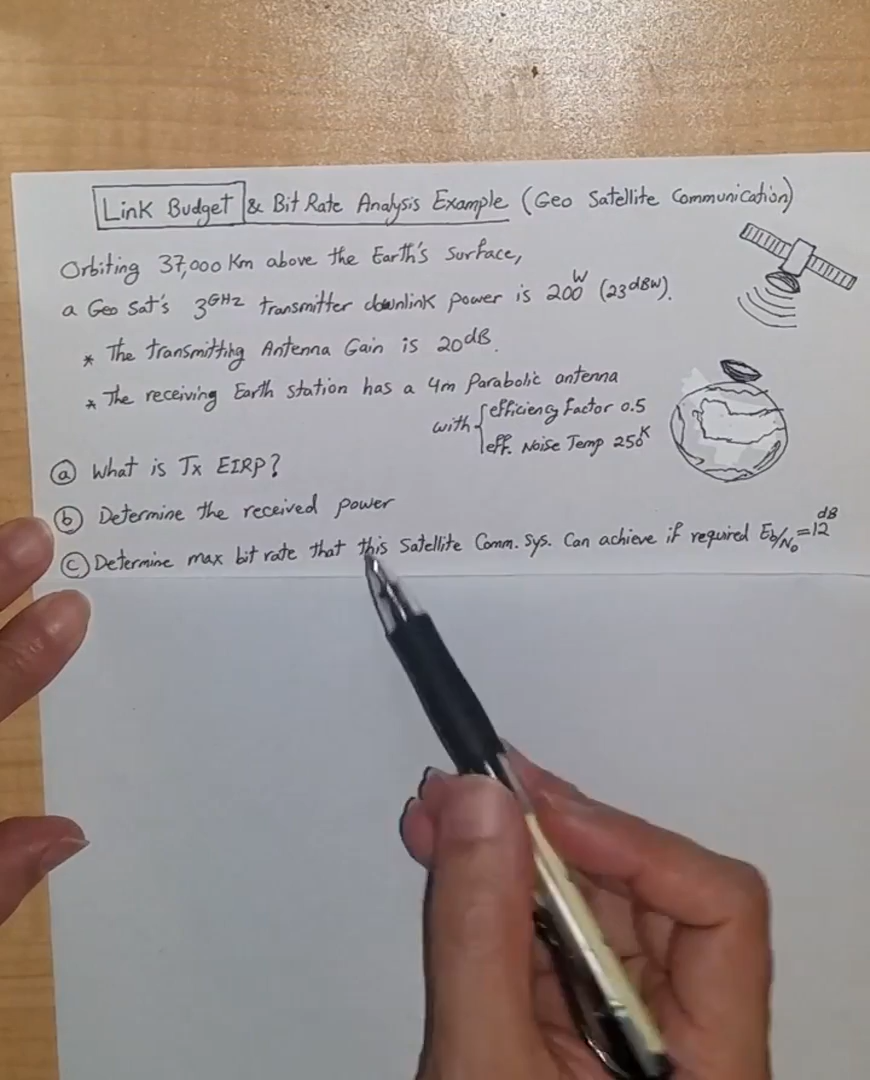 Link Budget & Bit Rate Analysis Example (Geo Satellite Communication)
Orbiting 37,000 Km above the Earth's surface,
a Geo Sat's 3GHz transmitter downlink power is 200W (23dBW).
* The transmitting Antenna Gain is 20dB.
* The receiving Earth station has a 4m Parabolic antenna
with { efficiency factor 0.5
eff. Noise Temp 250K
(a) What is Tx EIRP?
(b) Determine the received power
(c) Determine max bit rate that this Satellite Comm. Sys. Can achieve if required Eb/No = 12dB